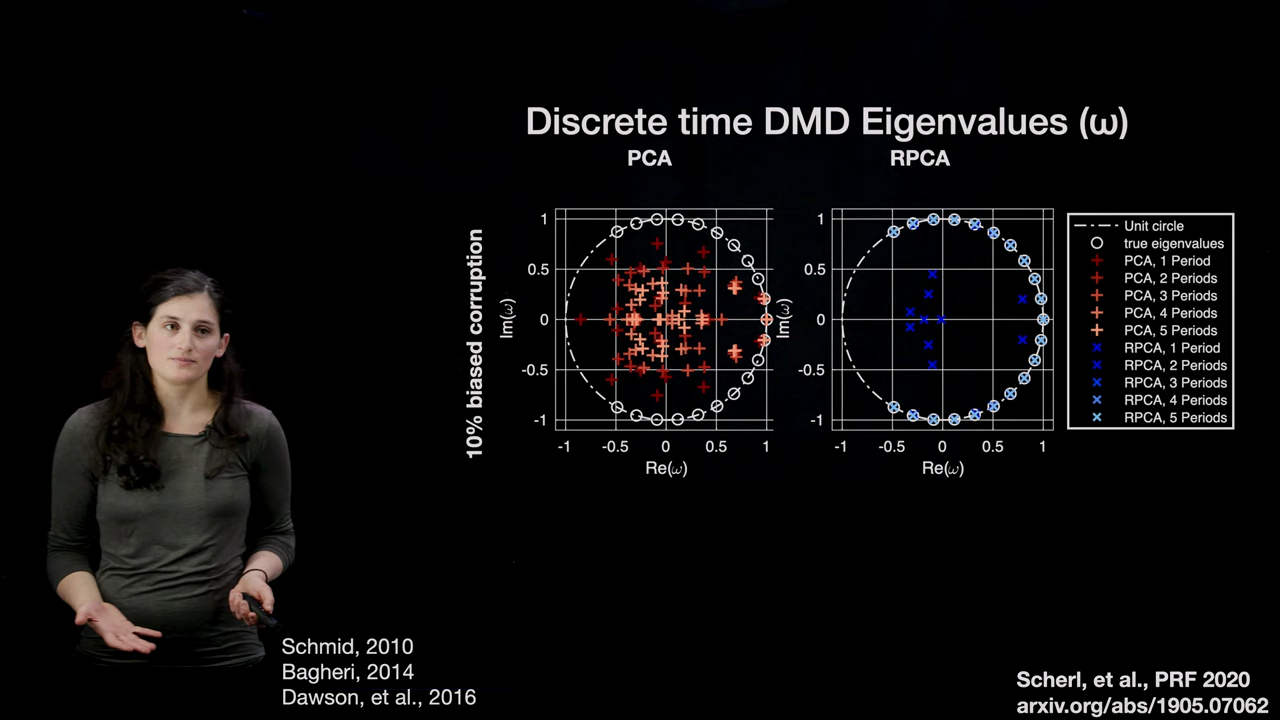 Discrete time DMD Eigenvalues (ω)
PCA
RPCA
10% biased corruption
Im(ω)
1
0.5
0
-0.5
-1
-1 -0.5 0 0.5 1
Re(ω)
Im(ω)
1
0.5
0
-0.5
-1
-1 -0.5 0 0.5 1
Re(ω)
Unit circle
true eigenvalues
PCA, 1 Period
PCA, 2 Periods
PCA, 3 Periods
PCA, 4 Periods
PCA, 5 Periods
RPCA, 1 Period
RPCA, 2 Periods
RPCA, 3 Periods
RPCA, 4 Periods
RPCA, 5 Periods
Schmid, 2010
Bagheri, 2014
Dawson, et al., 2016
Scherl, et al., PRF 2020
arxiv.org/abs/1905.07062